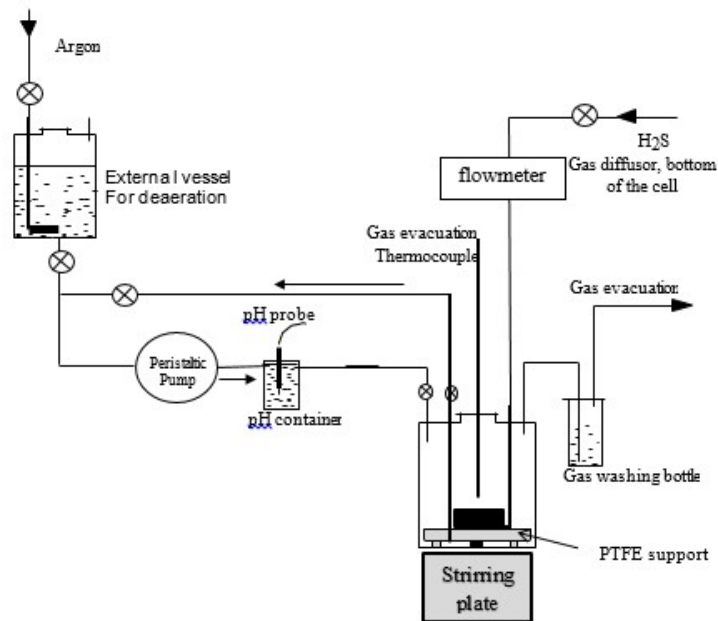 Argon
External vessel
For deaeration
H2S
Gas diffusor, bottom
of the cell
flowmeter
Gas evacuation
Thermocouple
Gas evacuation
pH probe
Peristaltic
Pump
pH container
Gas washing bottle
PTFE support
Strirring
plate